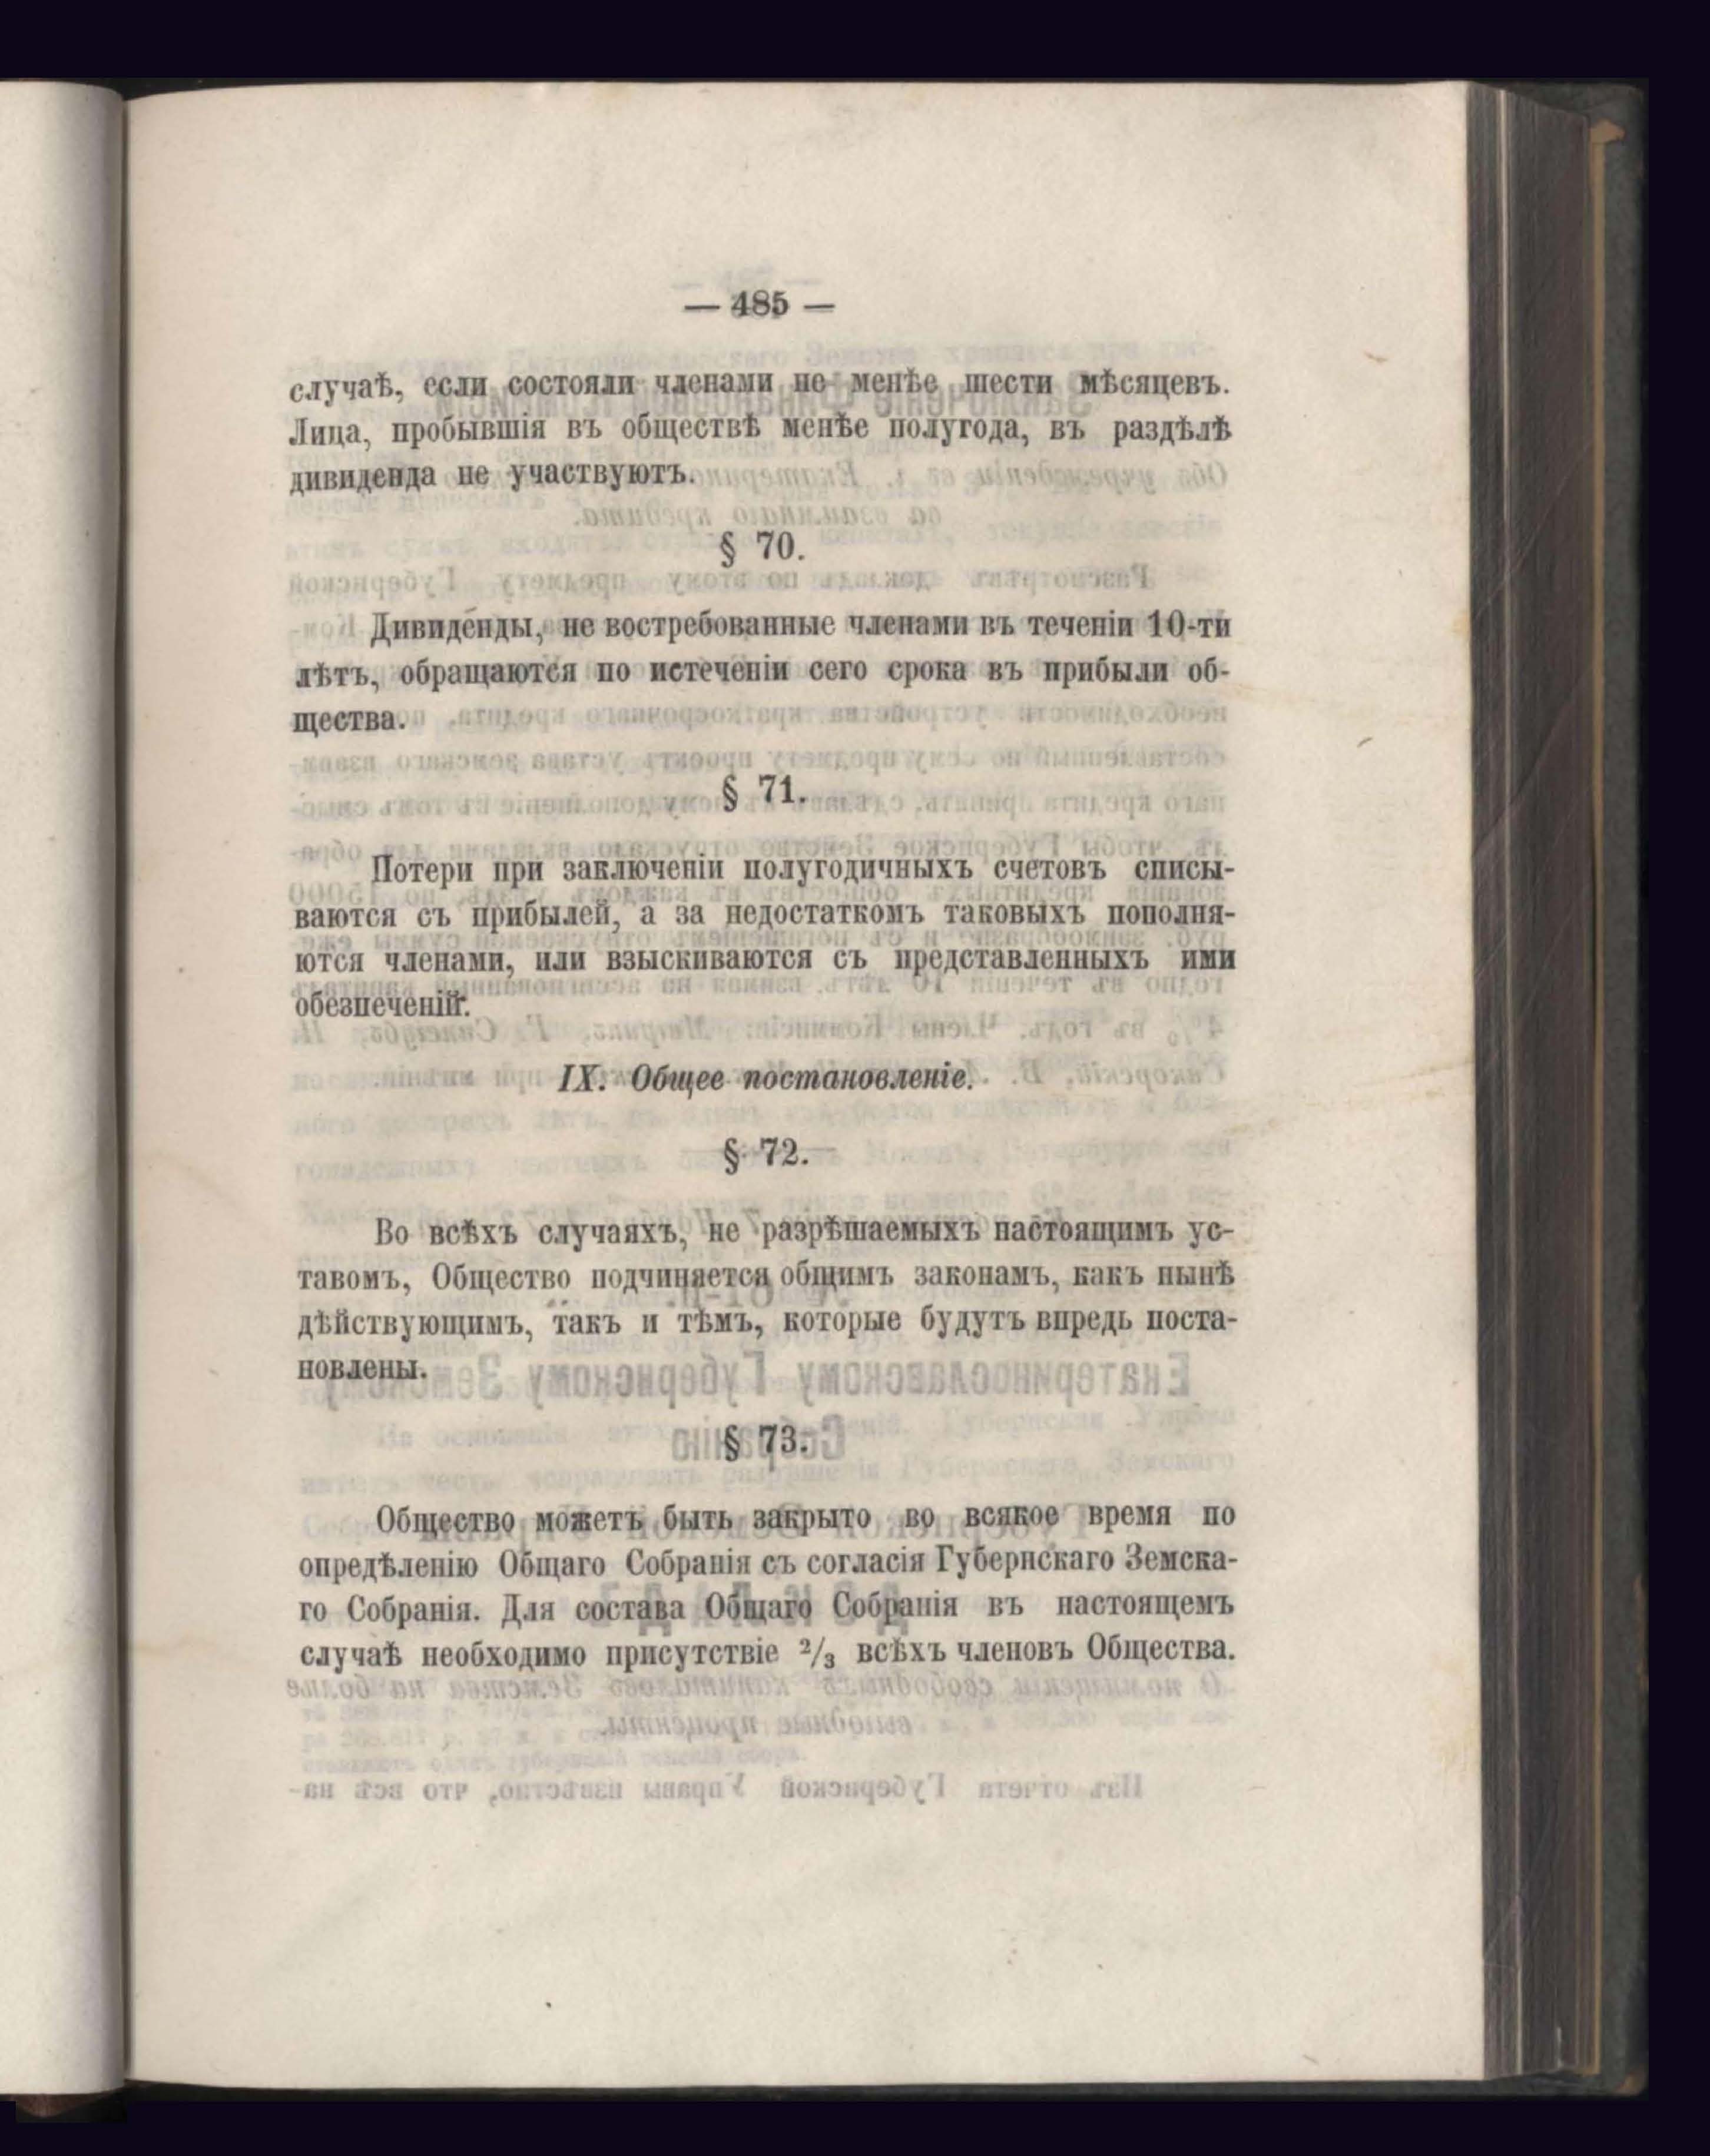 — 485 —
случаѣ, если состояли членами не менѣе шести мѣсяцевъ.
Лица, пробывшія въ обществѣ менѣе полугода, въ раздѣлѣ
дивиденда не участвуютъ.
§ 70.
Дивиденды, не востребованные членами въ теченіи 10-ти
лѣтъ, обращаются по истеченіи сего срока въ прибыли об-
щества.
§ 71.
Потери при заключеніи полугодичныхъ счетовъ списы-
ваются съ прибылей, а за недостаткомъ таковыхъ пополня-
ются членами, или взыскиваются съ представленныхъ ими
обезпеченій.
IX. Общее постановленіе.
§ 72.
Во всѣхъ случаяхъ, не разрѣшаемыхъ настоящимъ ус-
тавомъ, Общество подчиняется общимъ законамъ, какъ нынѣ
дѣйствующимъ, такъ и тѣмъ, которые будутъ впредь поста-
новлены.
§ 73.
Общество можетъ быть закрыто во всякое время по
опредѣленію Общаго Собранія съ согласія Губернскаго Земска-
го Собранія. Для состава Общаго Собранія въ настоящемъ
случаѣ необходимо присутствіе ²/₃ всѣхъ членовъ Общества.